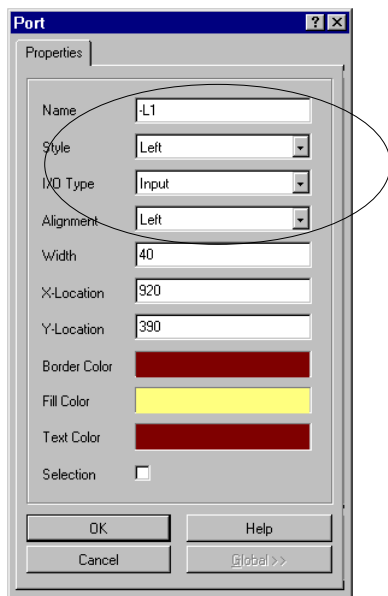 Port
Properties
Name -L1
Style Left
I/O Type Input
Alignment Left
Width 40
X-Location 920
Y-Location 390
Border Color
Fill Color
Text Color
Selection
OK Help
Cancel Global >>